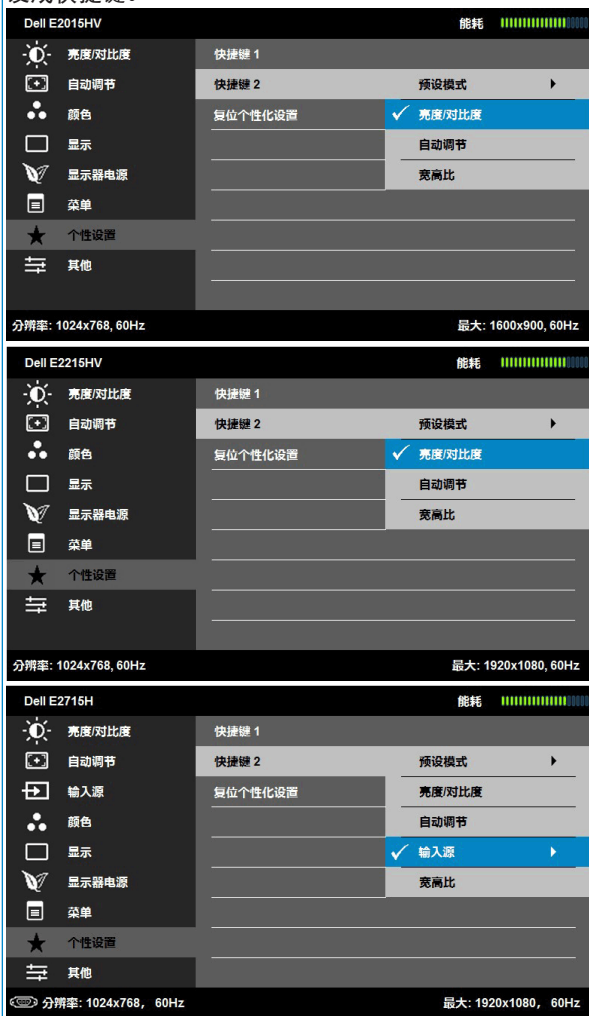 设成快捷键。
Dell E2015HV 能耗
亮度/对比度 快捷键 1
自动调节 快捷键 2 预设模式
颜色 复位个性化设置 亮度/对比度
显示 自动调节
显示器电源 宽高比
菜单
个性设置
其他
分辨率: 1024x768, 60Hz 最大: 1600x900, 60Hz
Dell E2215HV 能耗
亮度/对比度 快捷键 1
自动调节 快捷键 2 预设模式
颜色 复位个性化设置 亮度/对比度
显示 自动调节
显示器电源 宽高比
菜单
个性设置
其他
分辨率: 1024x768, 60Hz 最大: 1920x1080, 60Hz
Dell E2715H 能耗
亮度/对比度 快捷键 1
自动调节 快捷键 2 预设模式
输入源 复位个性化设置 亮度/对比度
颜色 自动调节
显示 输入源
显示器电源 宽高比
菜单
个性设置
其他
分辨率: 1024x768, 60Hz 最大: 1920x1080, 60Hz